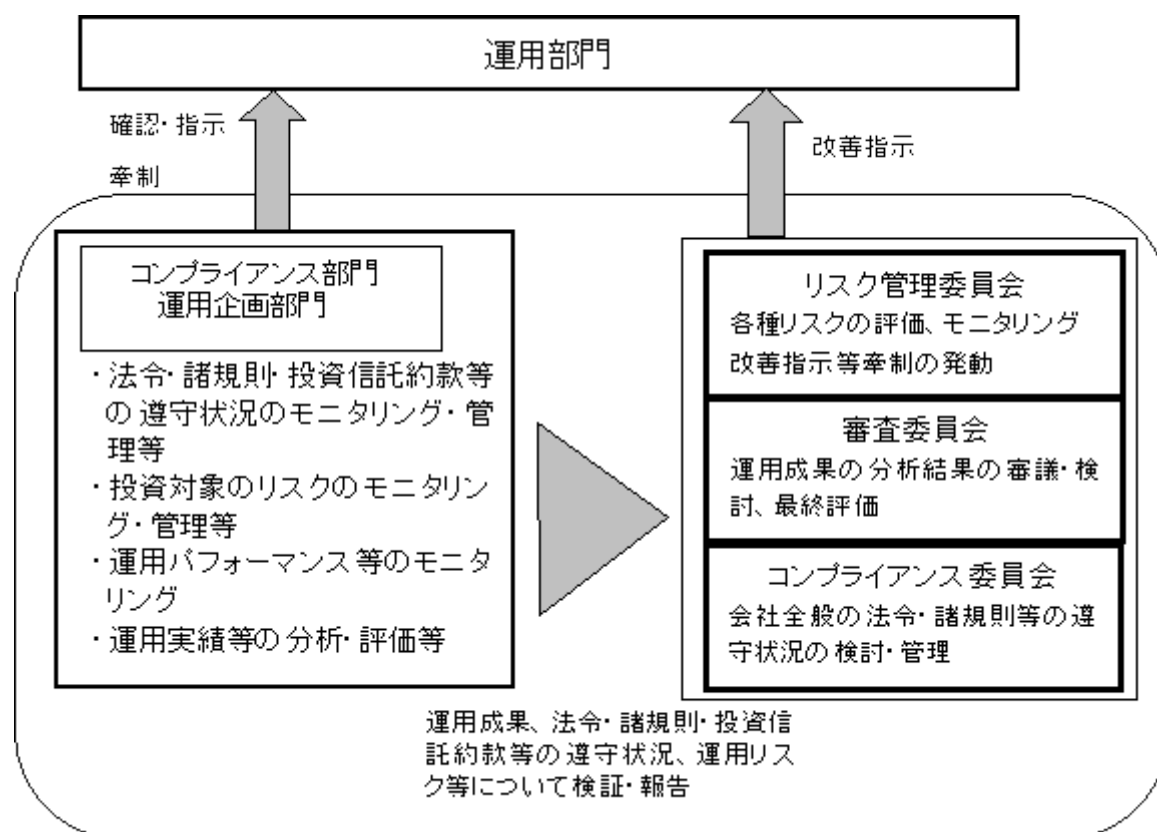 運用部門
確認・指示
牽制
改善指示
コンプライアンス部門
運用企画部門
・法令・諸規則・投資信託約款等
の遵守状況のモニタリング・管
理等
・投資対象のリスクのモニタリン
グ・管理等
・運用パフォーマンス等のモニタ
リング
・運用実績等の分析・評価等
リスク管理委員会
各種リスクの評価、モニタリング
改善指示等牽制の発動
審査委員会
運用成果の分析結果の審議・検
討、最終評価
コンプライアンス委員会
会社全般の法令・諸規則等の遵
守状況の検討・管理
運用成果、法令・諸規則・投資信
託約款等の遵守状況、運用リス
ク等について検証・報告